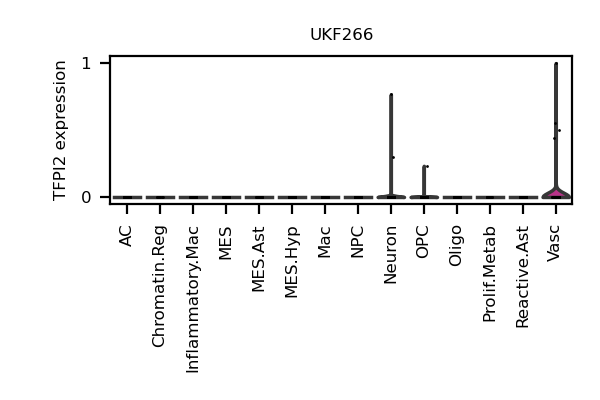 UKF266
TFPI2 expression
1
0
AC
Chromatin.Reg
Inflammatory.Mac
MES
MES.Ast
MES.Hyp
Mac
NPC
Neuron
OPC
Oligo
Prolif.Metab
Reactive.Ast
Vasc